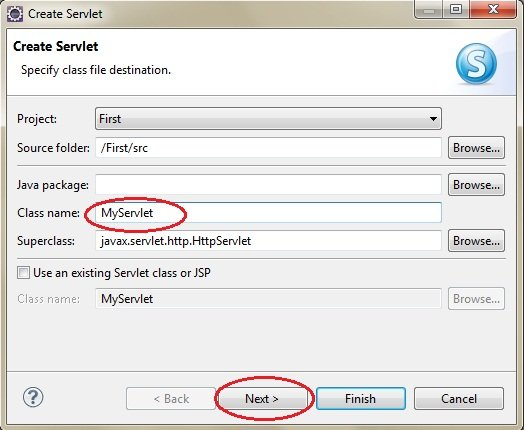 Create Servlet
Create Servlet
Specify class file destination.
S
Project: First
Source folder: /First/src Browse...
Java package: Browse...
Class name: MyServlet
Superclass: javax.servlet.http.HttpServlet Browse...
Use an existing Servlet class or JSP
Class name: MyServlet Browse...
? < Back Next > Finish Cancel